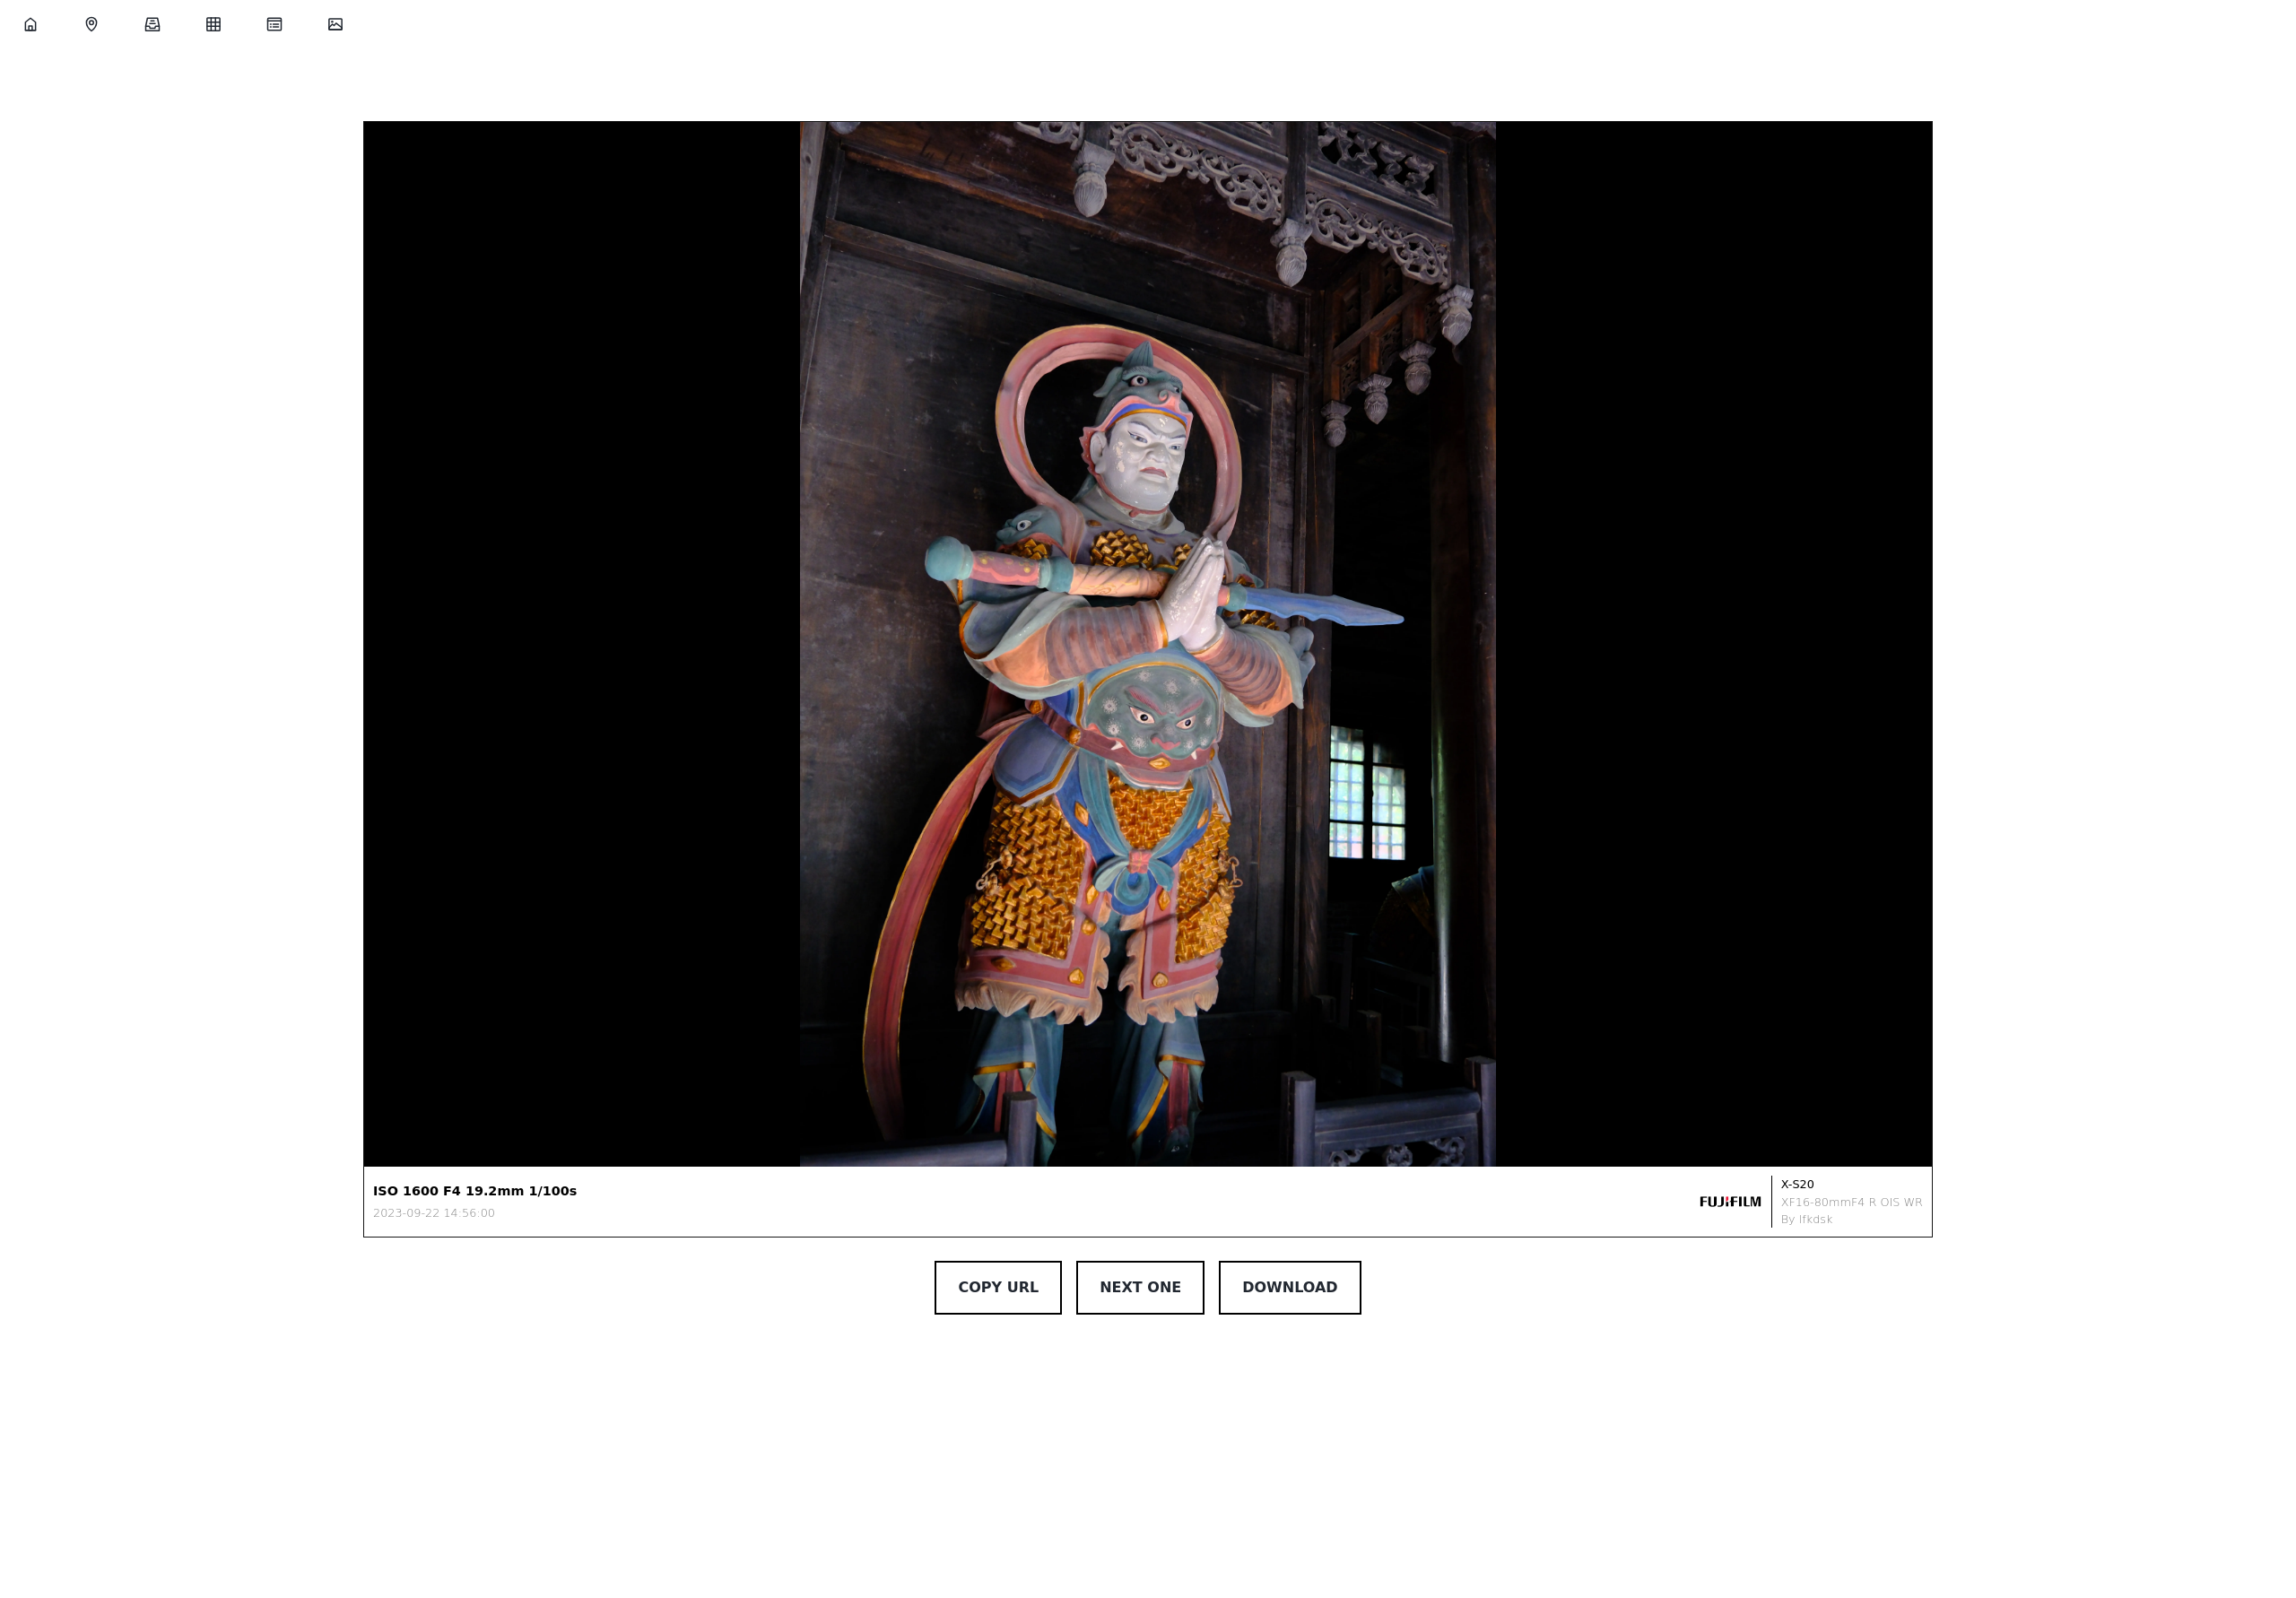 ISO 1600 F4 19.2mm 1/100s
2023-09-22 14:56:00
FUJIFILM
X-S20
XF16-80mmF4 R OIS WR
By lfkdsk
COPY URL
NEXT ONE
DOWNLOAD